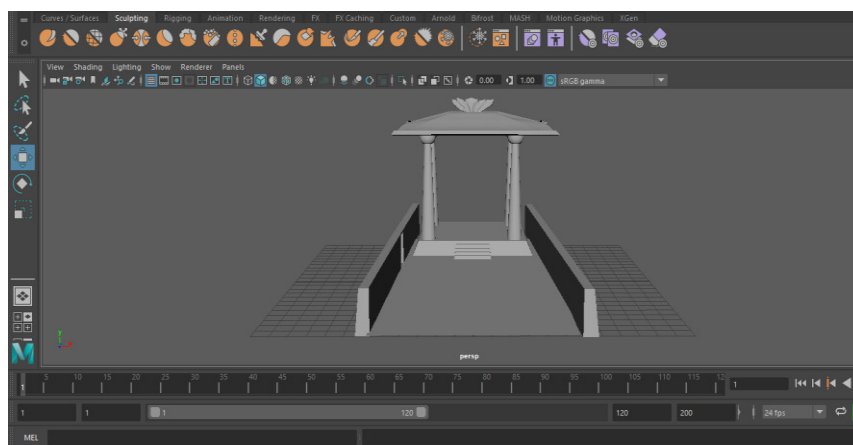 Curves / Surfaces Sculpting Rigging Animation Rendering FX FX Caching Custom Arnold Bifrost MASH Motion Graphics XGen
View Shading Lighting Show Renderer Panels
0.00 1.00 sRGB gamma
y
persp
5 10 15 20 25 30 35 40 45 50 55 60 65 70 75 80 85 90 95 100 105 110 115 12
1 1
1 1 1 120 120 200 24 fps
MEL